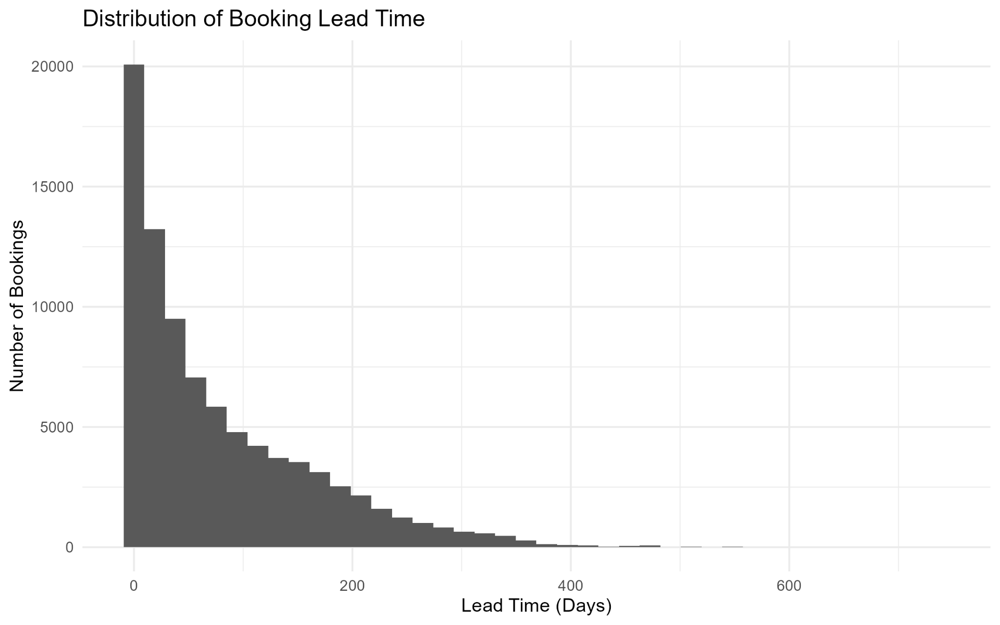 Distribution of Booking Lead Time
20000
15000
10000
5000
0
Number of Bookings
0 200 400 600
Lead Time (Days)